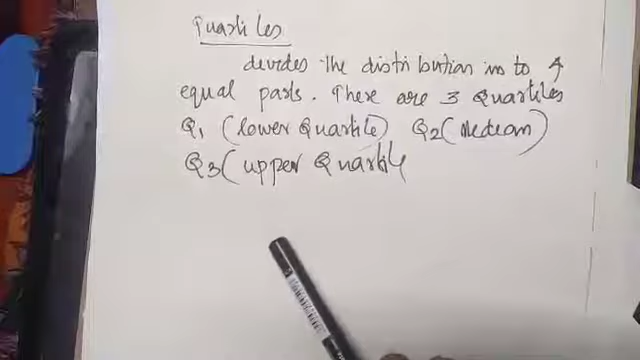 Quartiles
devides the distribution in to 4
equal parts. There are 3 Quartiles
Q1 (lower Quartile) Q2 (Median)
Q3 (upper Quartile